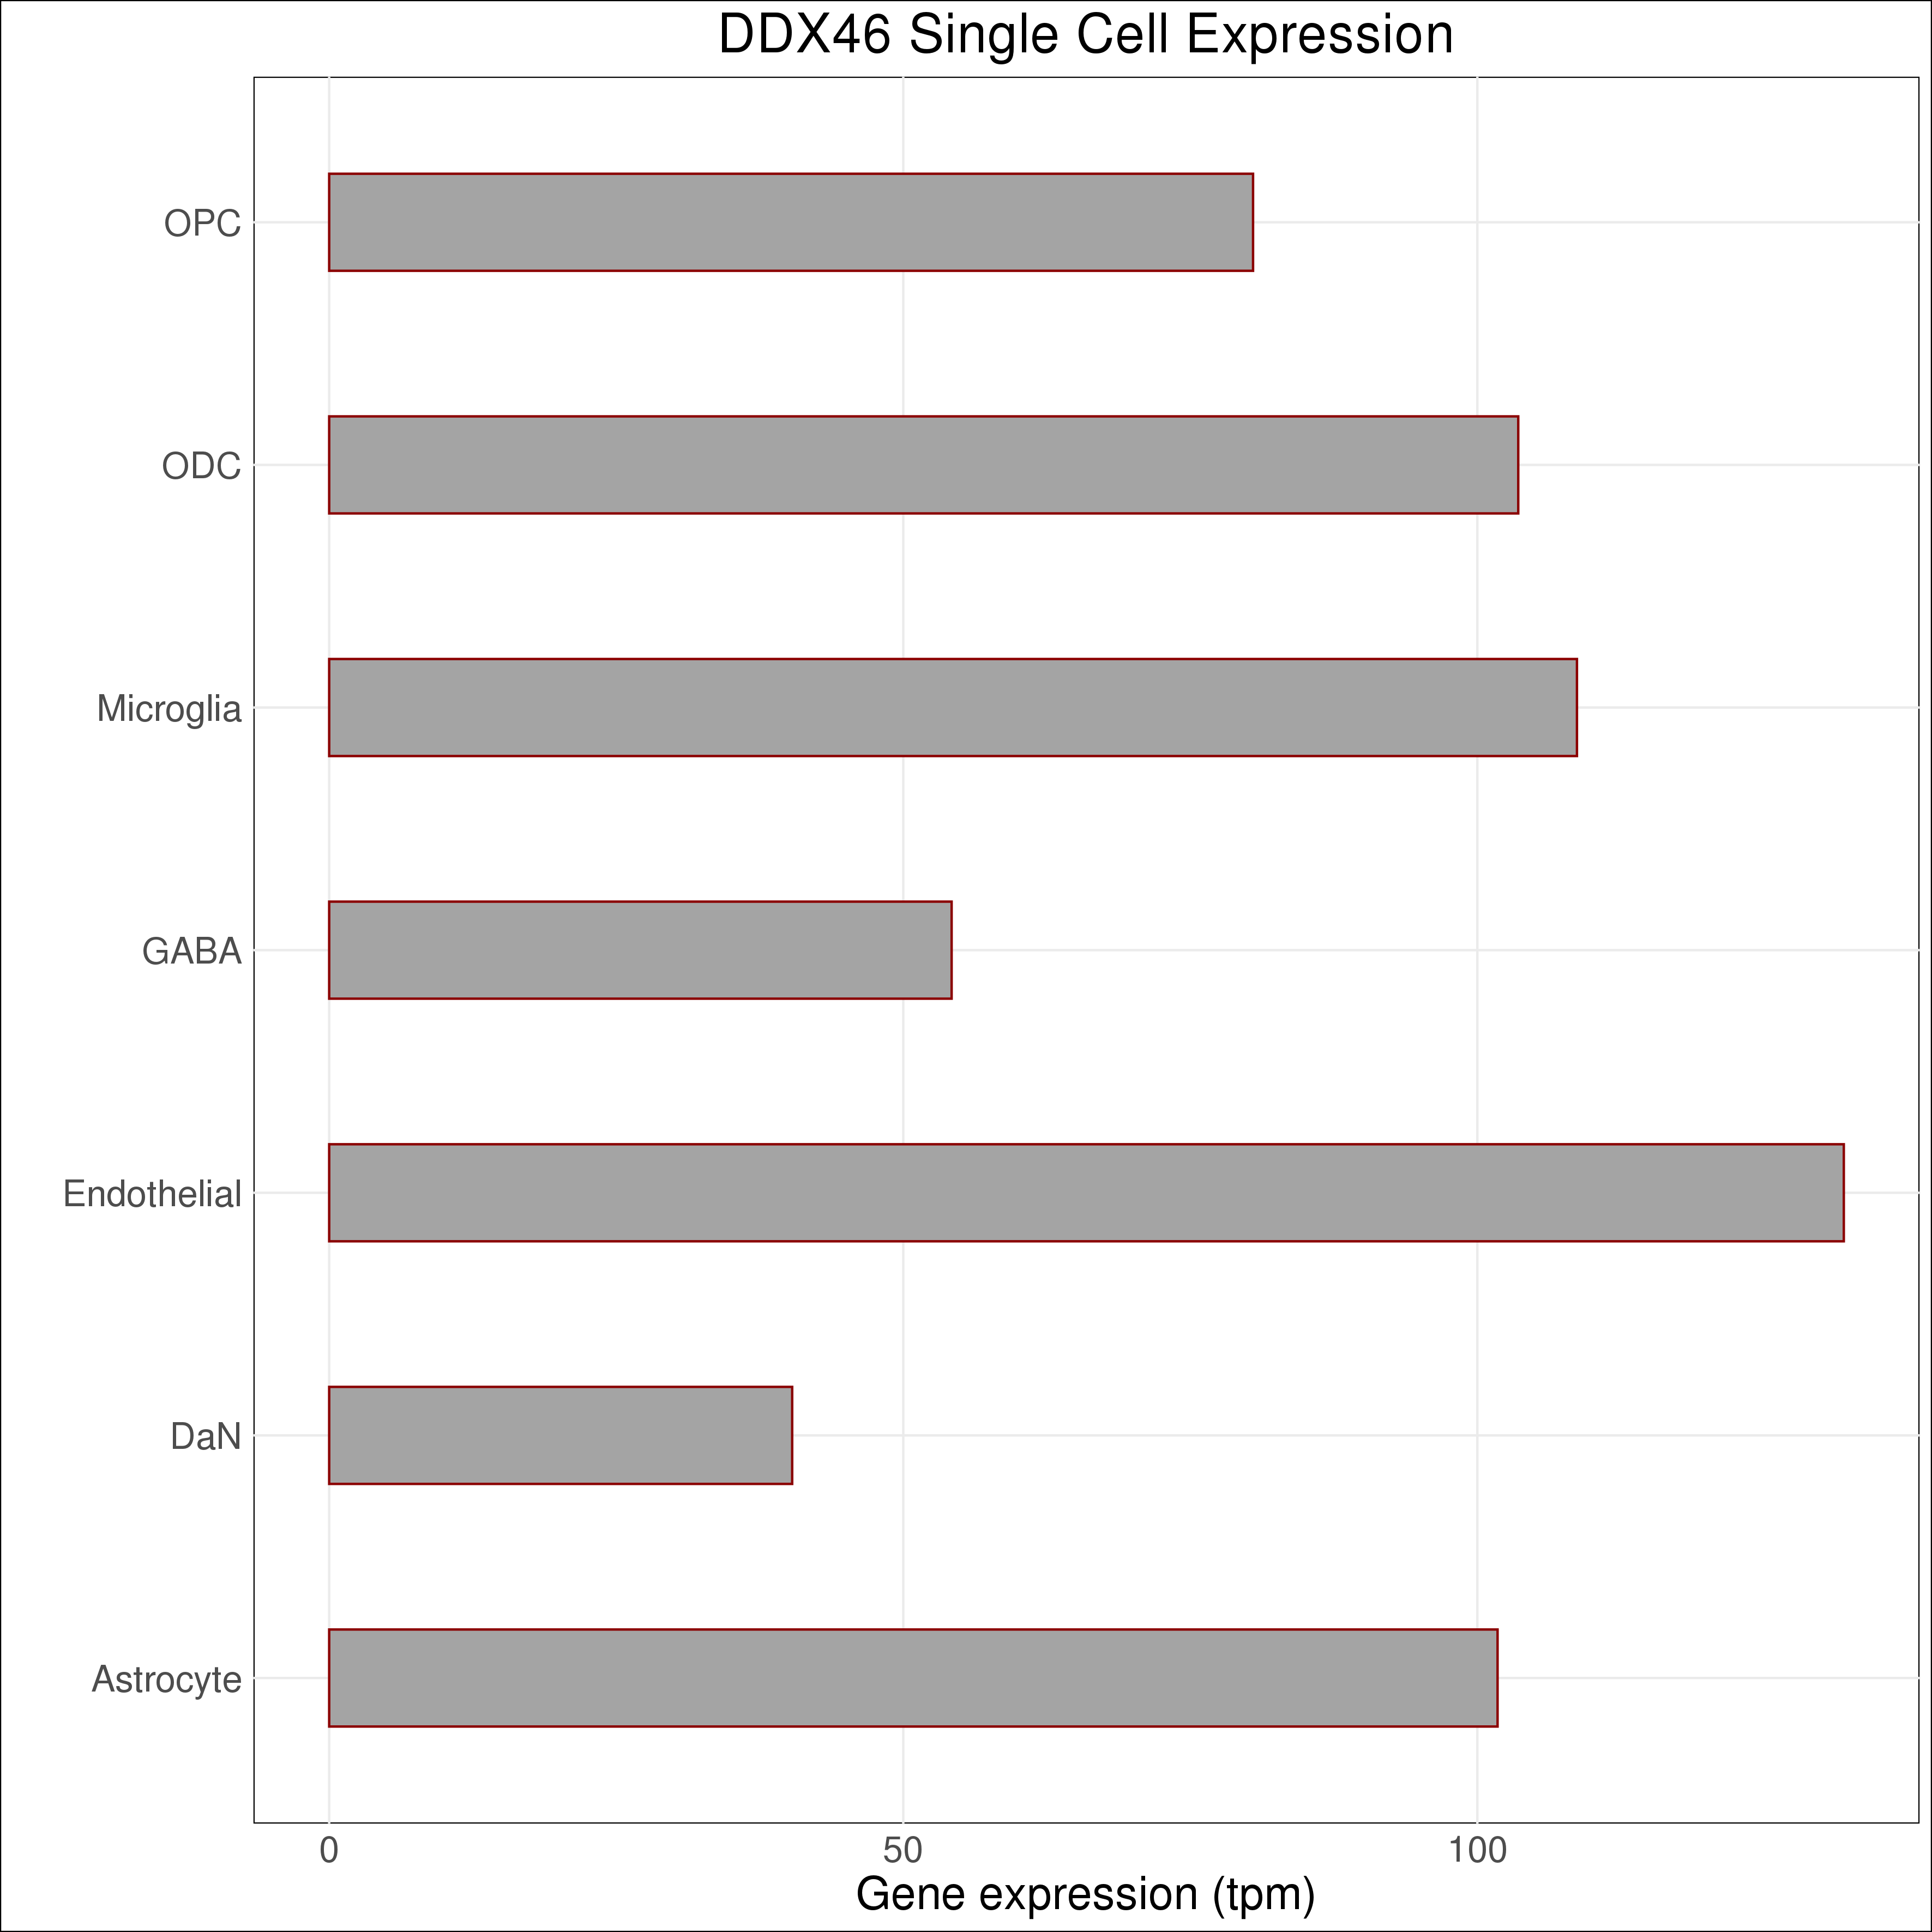 DDX46 Single Cell Expression
OPC
ODC
Microglia
GABA
Endothelial
DaN
Astrocyte
0 50 100
Gene expression (tpm)